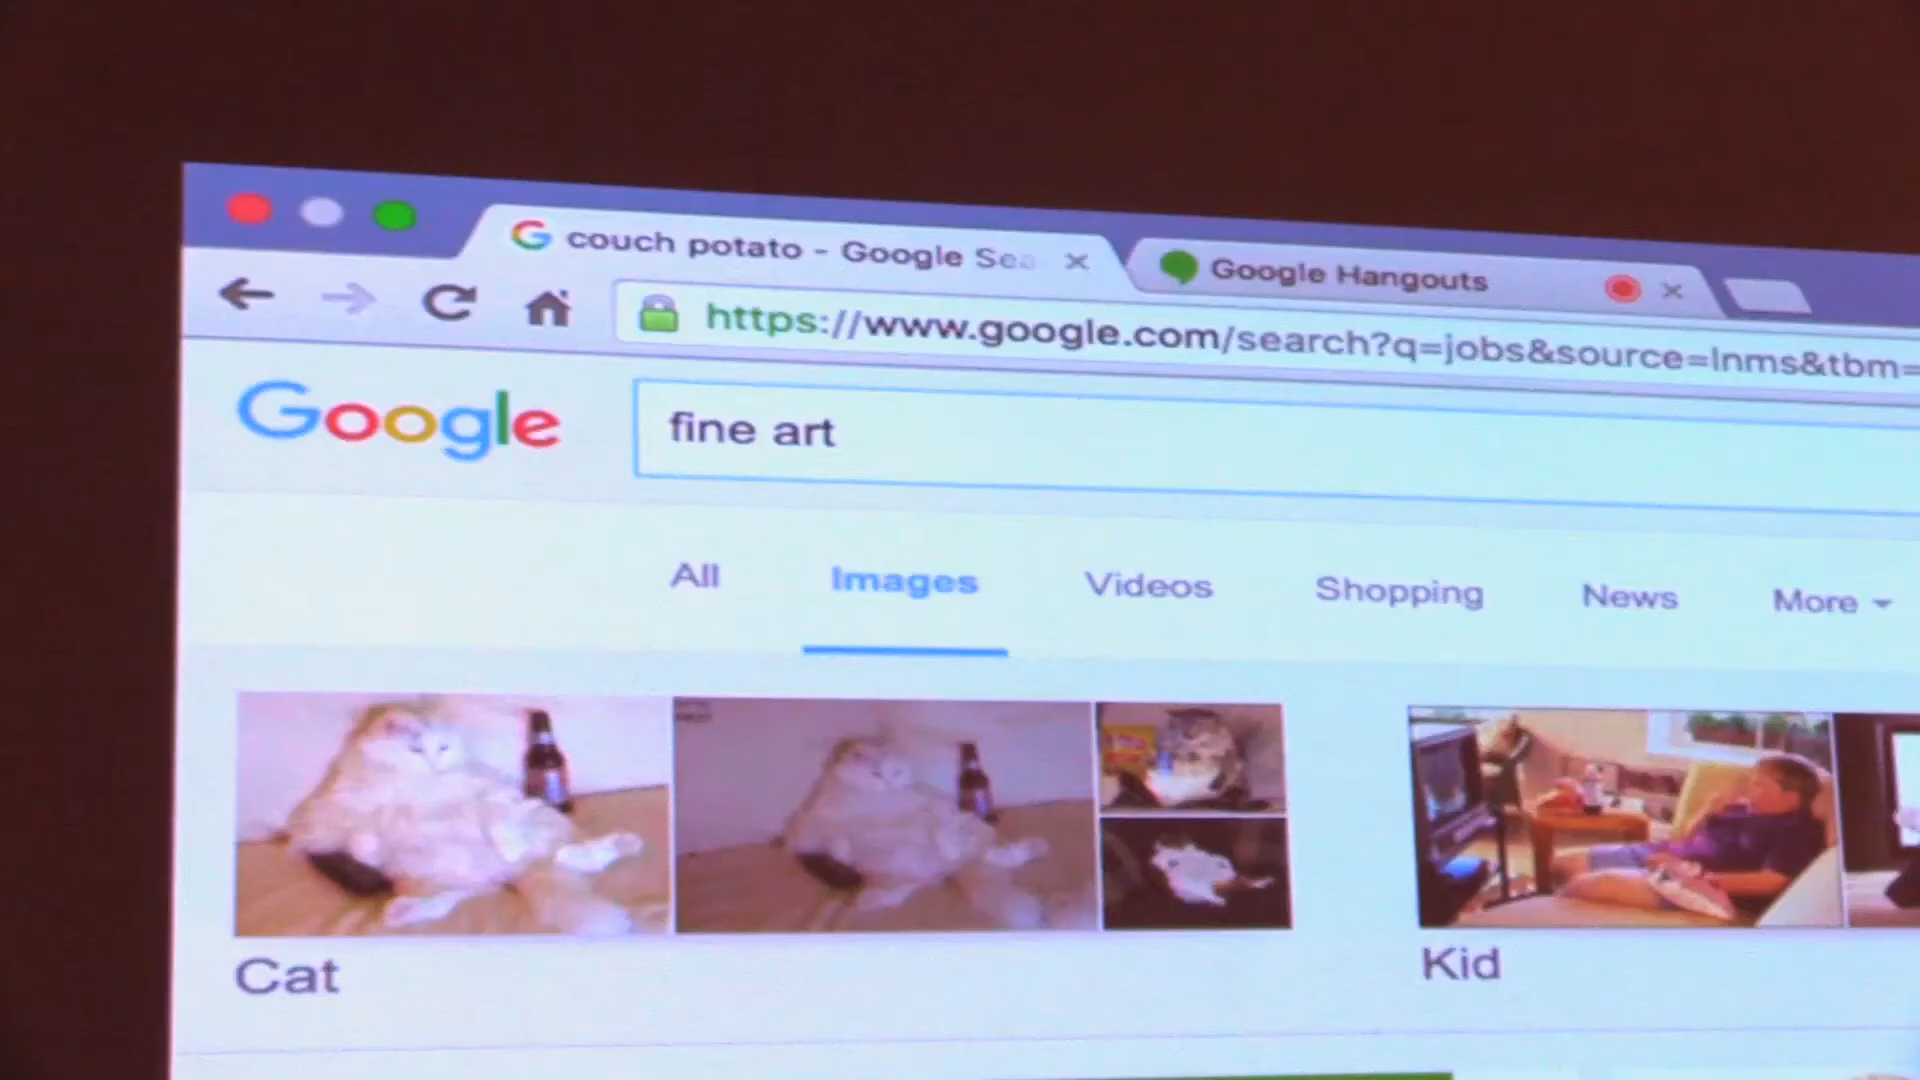 couch potato - Google Sea
Google Hangouts
https://www.google.com/search?q=jobs&source=lnms&tbm=
Google
fine art
All Images Videos Shopping News More
Cat
Kid